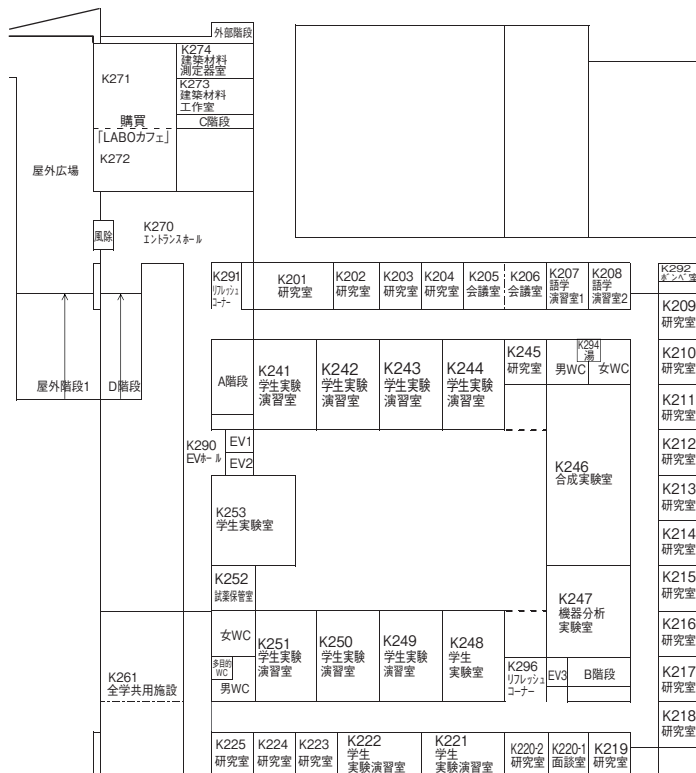 外部階段
K274
建築材料
測定器室
K271
K273
建築材料
工作室
購買
C階段
「LABOカフェ」
K272
屋外広場
風除
K270
エントランスホール
K291
リフレッシュ
コーナー
K201
研究室
K202
研究室
K203
研究室
K204
研究室
K205
会議室
K206
会議室
K207
語学
演習室1
K208
語学
演習室2
K292
ボンベ室
K209
研究室
屋外階段1
D階段
A階段
K241
学生実験
演習室
K242
学生実験
演習室
K243
学生実験
演習室
K244
学生実験
演習室
K245
研究室
K294
湯
男WC
女WC
K210
研究室
K211
研究室
K290
EVホール
EV1
EV2
K246
合成実験室
K212
研究室
K213
研究室
K253
学生実験室
K214
研究室
K252
試薬保管室
K247
機器分析
実験室
K215
研究室
女WC
多目的
WC
男WC
K251
学生実験
演習室
K250
学生実験
演習室
K249
学生実験
演習室
K248
学生
実験室
K216
研究室
K261
全学共用施設
K296
リフレッシュ
コーナー
EV3
B階段
K217
研究室
K218
研究室
K225
研究室
K224
研究室
K223
研究室
K222
学生
実験演習室
K221
学生
実験演習室
K220-2
研究室
K220-1
面談室
K219
研究室